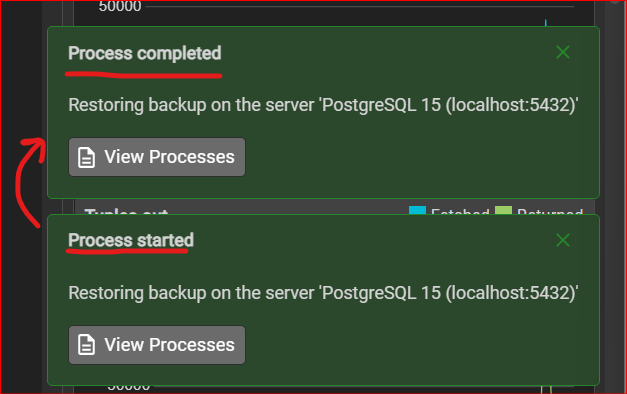 50000
Process completed
Restoring backup on the server 'PostgreSQL 15 (localhost:5432)'
View Processes
Tuples out
Fetched Returned
Process started
Restoring backup on the server 'PostgreSQL 15 (localhost:5432)'
View Processes
50000